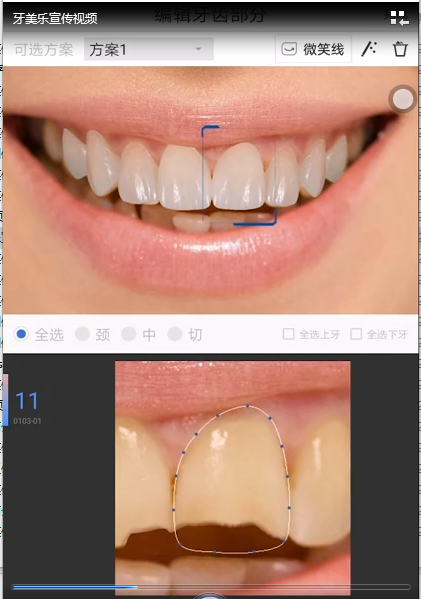 编辑牙齿部分
牙美乐宣传视频
可选方案 方案1 微笑线
全选 颈 中 切 全选上牙 全选下牙
11
0103-01